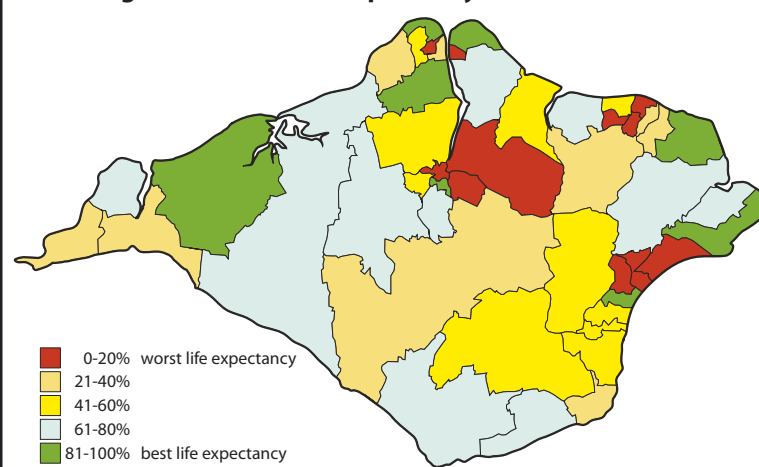 0-20% worst life expectancy
21-40%
41-60%
61-80%
81-100% best life expectancy